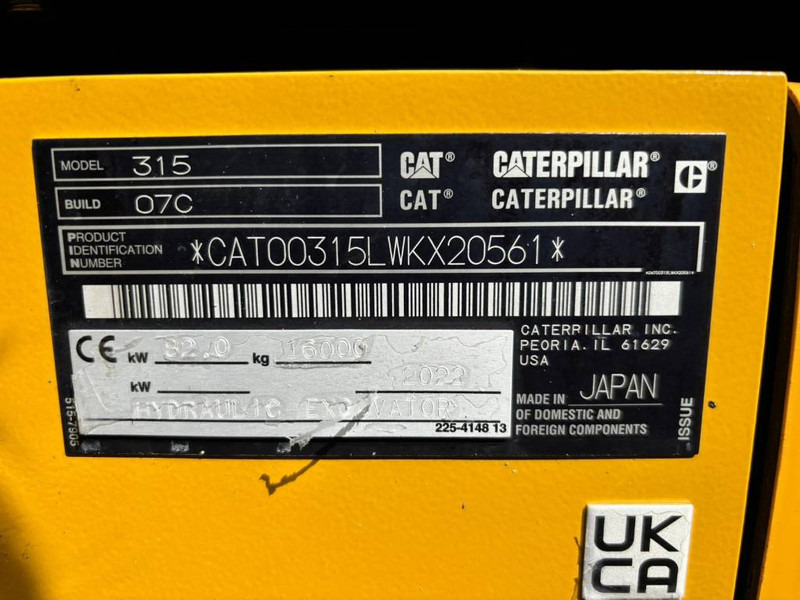 MODEL 315
CAT® CATERPILLAR®
BUILD 07C
CAT® CATERPILLAR®
PRODUCT
IDENTIFICATION
NUMBER
*CAT00315LWKX20561*
*CAT00315LWKX20561*
CE kW 82.0 kg 16000
kW 2022
HYDRAULIC EXCAVATOR
225-4148 13
CATERPILLAR INC.
PEORIA. IL 61629
USA
MADE IN JAPAN
OF DOMESTIC AND
FOREIGN COMPONENTS
ISSUE
UK
CA